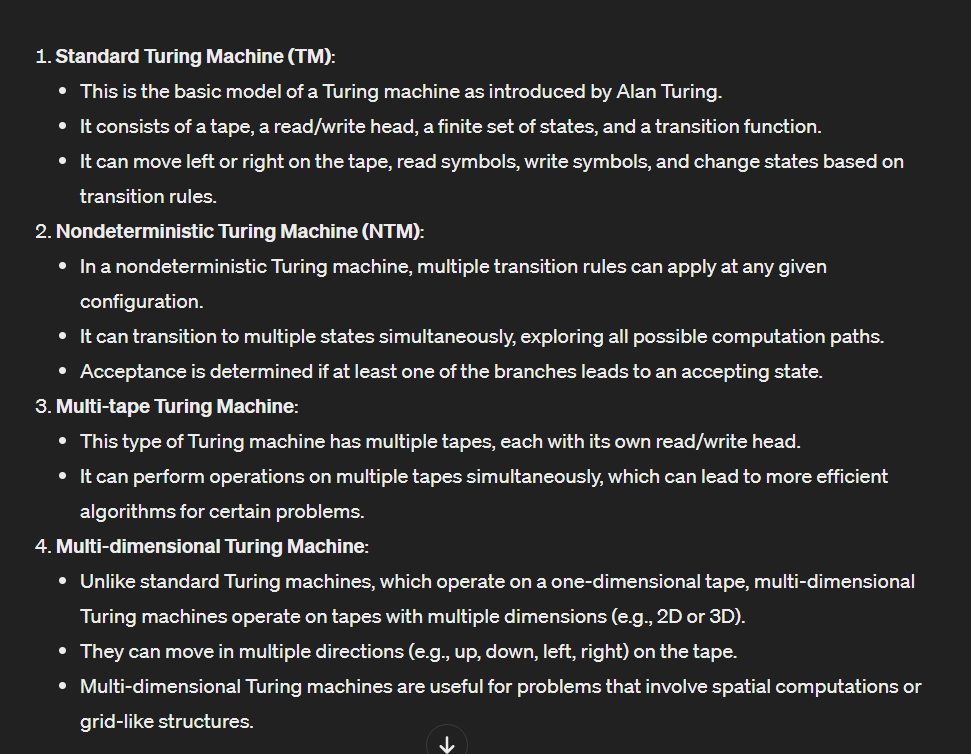 1. Standard Turing Machine (TM):
• This is the basic model of a Turing machine as introduced by Alan Turing.
• It consists of a tape, a read/write head, a finite set of states, and a transition function.
• It can move left or right on the tape, read symbols, write symbols, and change states based on
transition rules.
2. Nondeterministic Turing Machine (NTM):
• In a nondeterministic Turing machine, multiple transition rules can apply at any given
configuration.
• It can transition to multiple states simultaneously, exploring all possible computation paths.
• Acceptance is determined if at least one of the branches leads to an accepting state.
3. Multi-tape Turing Machine:
• This type of Turing machine has multiple tapes, each with its own read/write head.
• It can perform operations on multiple tapes simultaneously, which can lead to more efficient
algorithms for certain problems.
4. Multi-dimensional Turing Machine:
• Unlike standard Turing machines, which operate on a one-dimensional tape, multi-dimensional
Turing machines operate on tapes with multiple dimensions (e.g., 2D or 3D).
• They can move in multiple directions (e.g., up, down, left, right) on the tape.
• Multi-dimensional Turing machines are useful for problems that involve spatial computations or
grid-like structures.